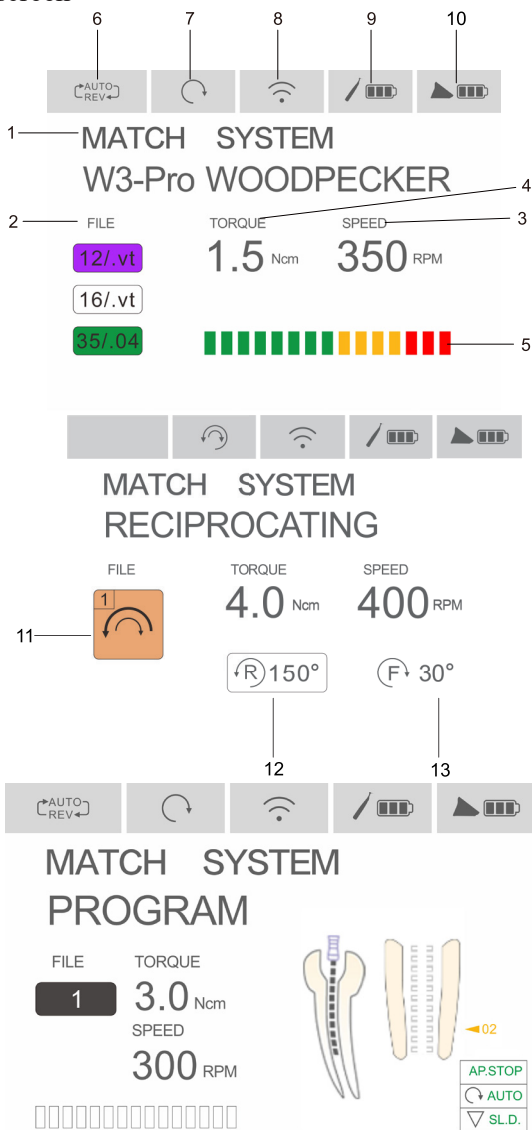 6 7 8 9 10
AUTO
REV
1 MATCH SYSTEM
W3-Pro WOODPECKER
4
2 FILE TORQUE SPEED 3
12/.vt 1.5 Ncm 350 RPM
16/.vt
35/.04 5
MATCH SYSTEM
RECIPROCATING
FILE TORQUE SPEED
1 4.0 Ncm 400 RPM
11
R 150° F 30°
12 13
AUTO
REV
MATCH SYSTEM
PROGRAM
FILE TORQUE
1 3.0 Ncm
SPEED
02
300 RPM
AP.STOP
AUTO
SL.D.